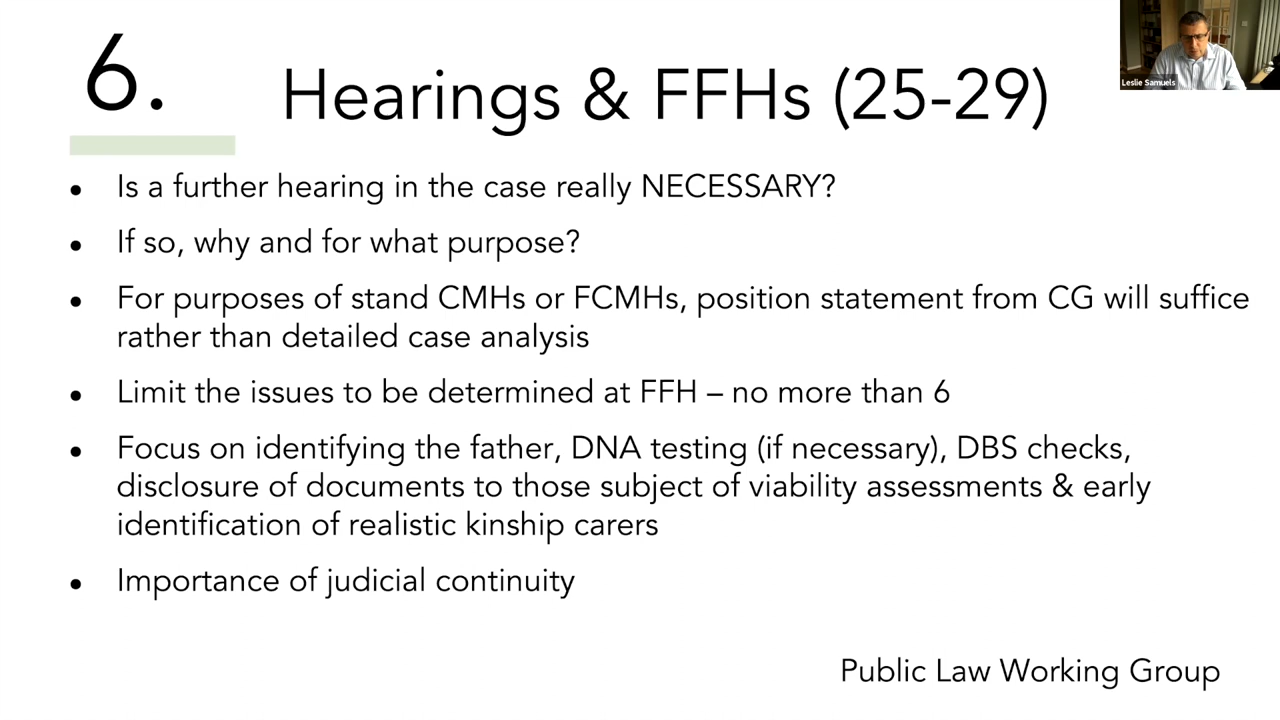 6.
Hearings & FFHs (25-29)
Leslie Samuels
• Is a further hearing in the case really NECESSARY?
• If so, why and for what purpose?
• For purposes of stand CMHs or FCMHs, position statement from CG will suffice
rather than detailed case analysis
• Limit the issues to be determined at FFH – no more than 6
• Focus on identifying the father, DNA testing (if necessary), DBS checks,
disclosure of documents to those subject of viability assessments & early
identification of realistic kinship carers
• Importance of judicial continuity
Public Law Working Group